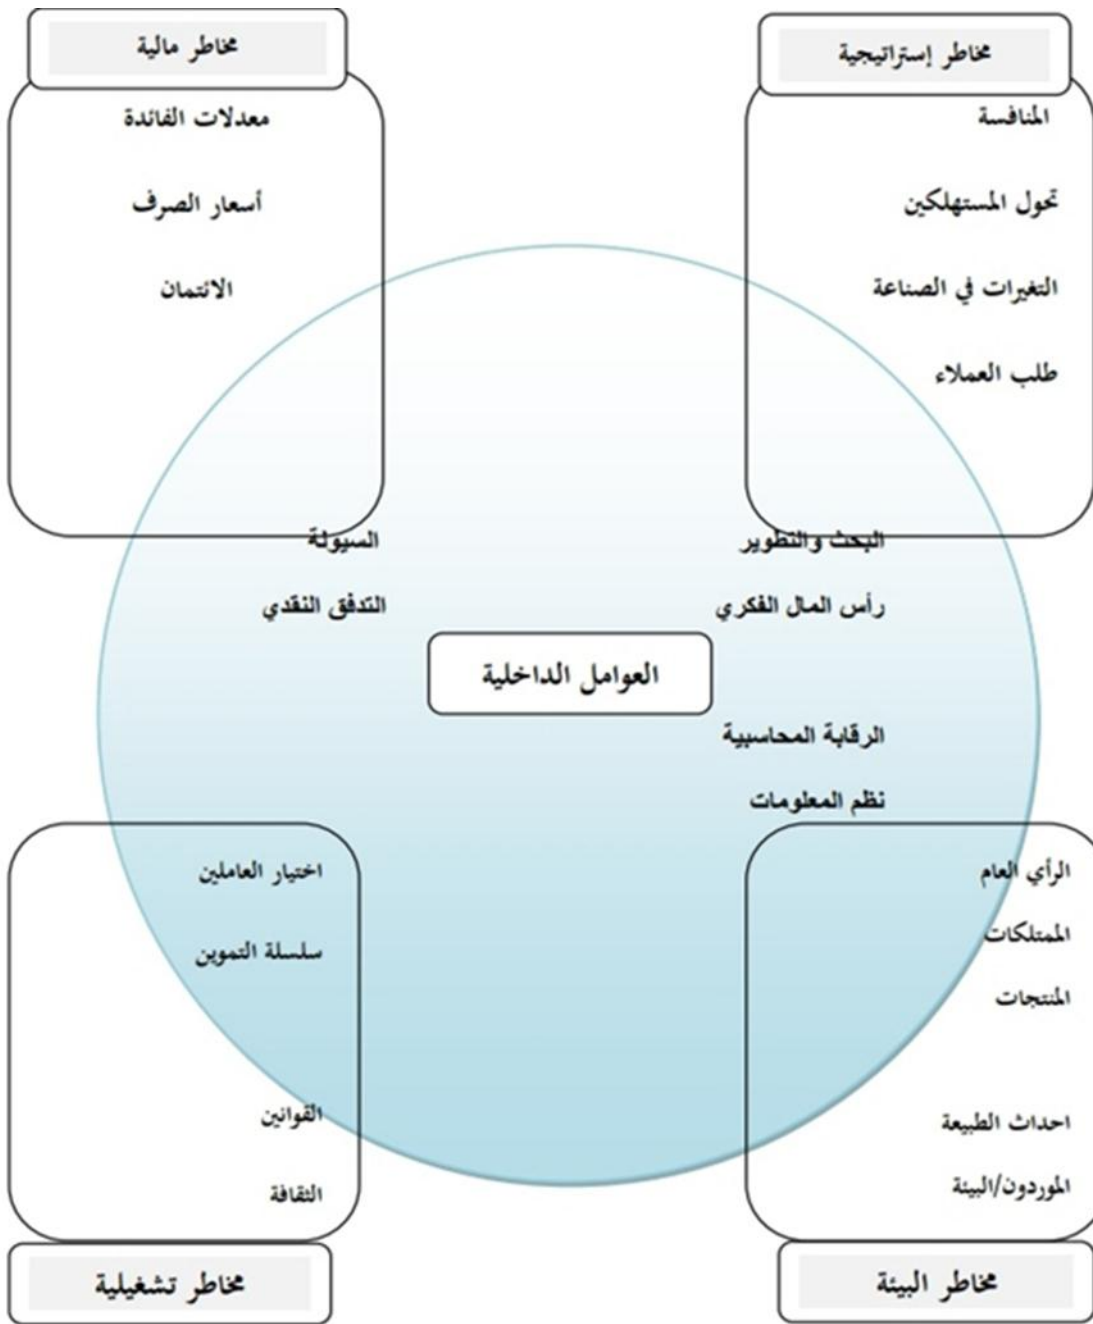 مخاطر إستراتيجية
المنافسة
تحول المستهلكين
التغيرات في الصناعة
طلب العملاء
مخاطر مالية
معدلات الفائدة
أسعار الصرف
الائتمان
البحث والتطوير
رأس المال الفكري
السيولة
التدفق النقدي
العوامل الداخلية
الرقابة المحاسبية
نظم المعلومات
الرأي العام
الممتلكات
المنتجات
احداث الطبيعة
الموردون/البيئة
مخاطر البيئة
اختيار العاملين
سلسلة التموين
القوانين
الثقافة
مخاطر تشغيلية